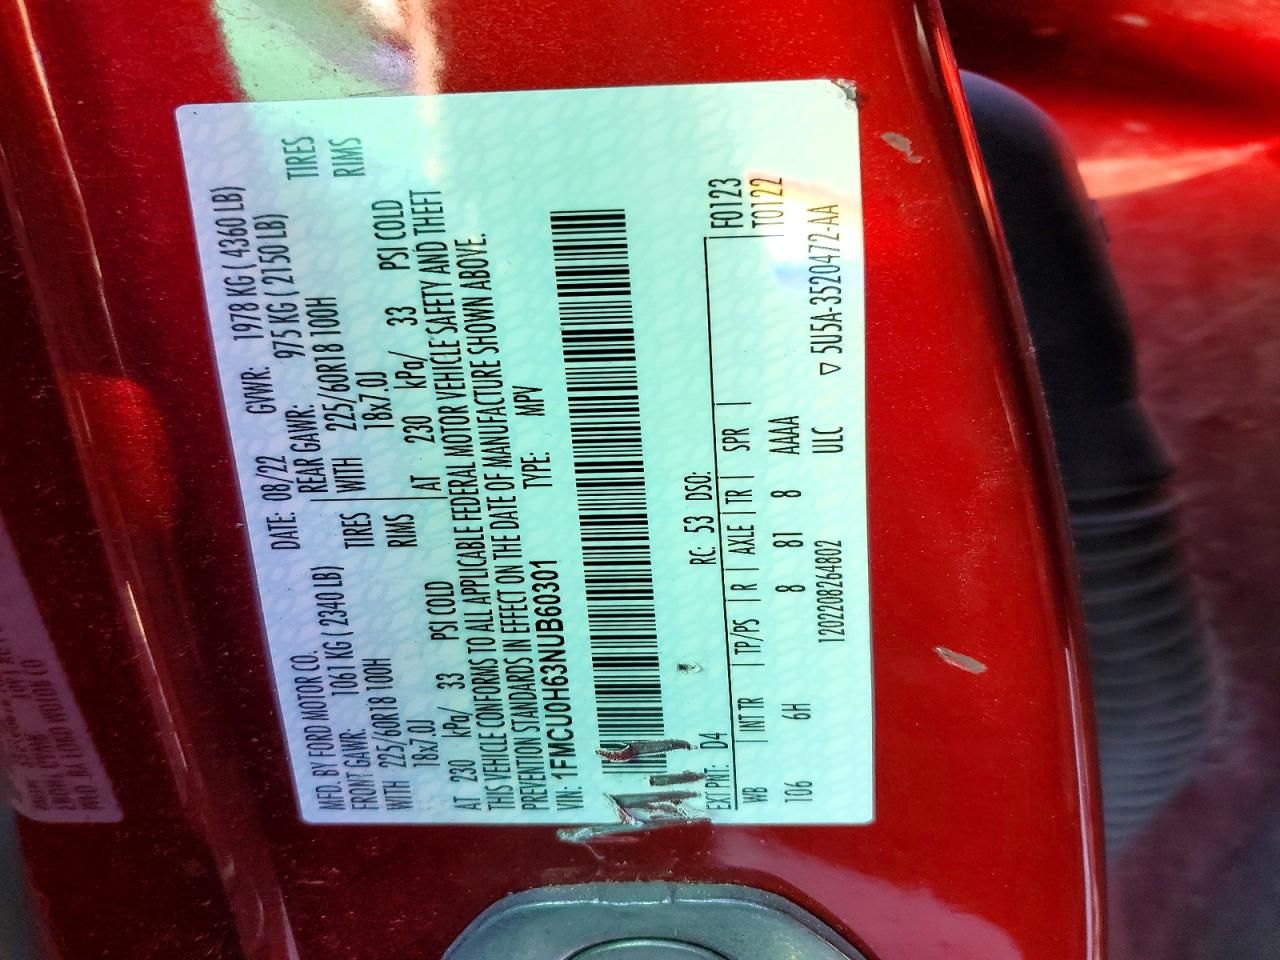 MFD. BY FORD MOTOR CO.
DATE: 08/22 GVWR: 1978 KG ( 4360 LB)
FRONT GAWR: 1061 KG ( 2340 LB)
REAR GAWR: 975 KG ( 2150 LB)
WITH 225/60R18 100H TIRES
WITH 225/60R18 100H TIRES
18x7.0J RIMS
18x7.0J RIMS
AT 230 kPa/ 33 PSI COLD
AT 230 kPa/ 33 PSI COLD
THIS VEHICLE CONFORMS TO ALL APPLICABLE FEDERAL MOTOR VEHICLE SAFETY AND THEFT
PREVENTION STANDARDS IN EFFECT ON THE DATE OF MANUFACTURE SHOWN ABOVE.
VIN: 1FMCU0H63NUB60301 TYPE: MPV
EXT PNT: D4 RC: 53 DSO: F0123
WB INT TR TP/PS R AXLE TR SPR T0122
106 6H 8 81 8 AAAA
1202208264802 ULC ▽ 5U5A-3520472-AA